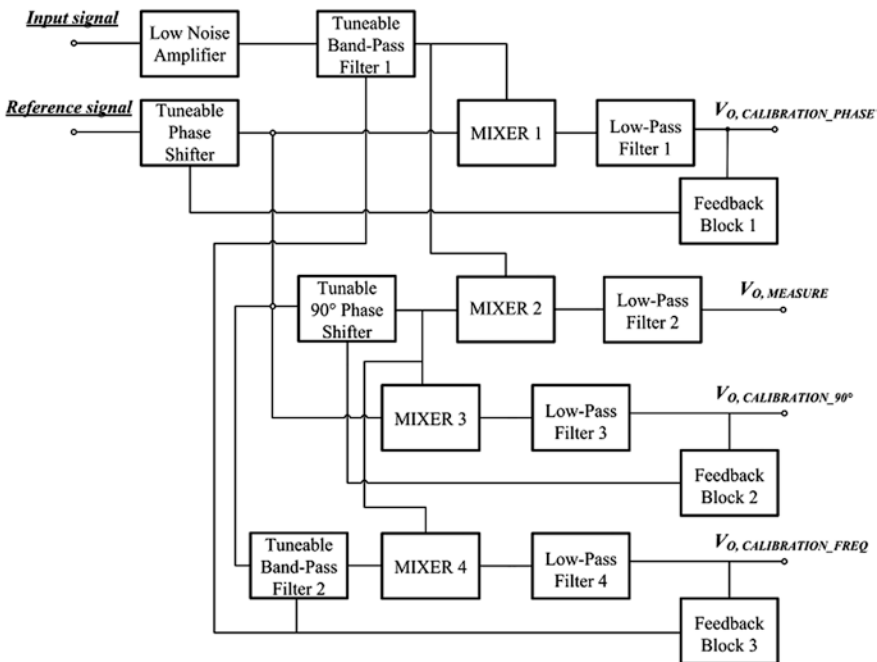 Input signal
Low Noise
Amplifier
Tuneable
Band-Pass
Filter 1
Reference signal
Tuneable
Phase
Shifter
MIXER 1
Low-Pass
Filter 1
V_O, CALIBRATION_PHASE
Feedback
Block 1
Tunable
90° Phase
Shifter
MIXER 2
Low-Pass
Filter 2
V_O, MEASURE
MIXER 3
Low-Pass
Filter 3
V_O, CALIBRATION_90°
Feedback
Block 2
Tuneable
Band-Pass
Filter 2
MIXER 4
Low-Pass
Filter 4
V_O, CALIBRATION_FREQ
Feedback
Block 3